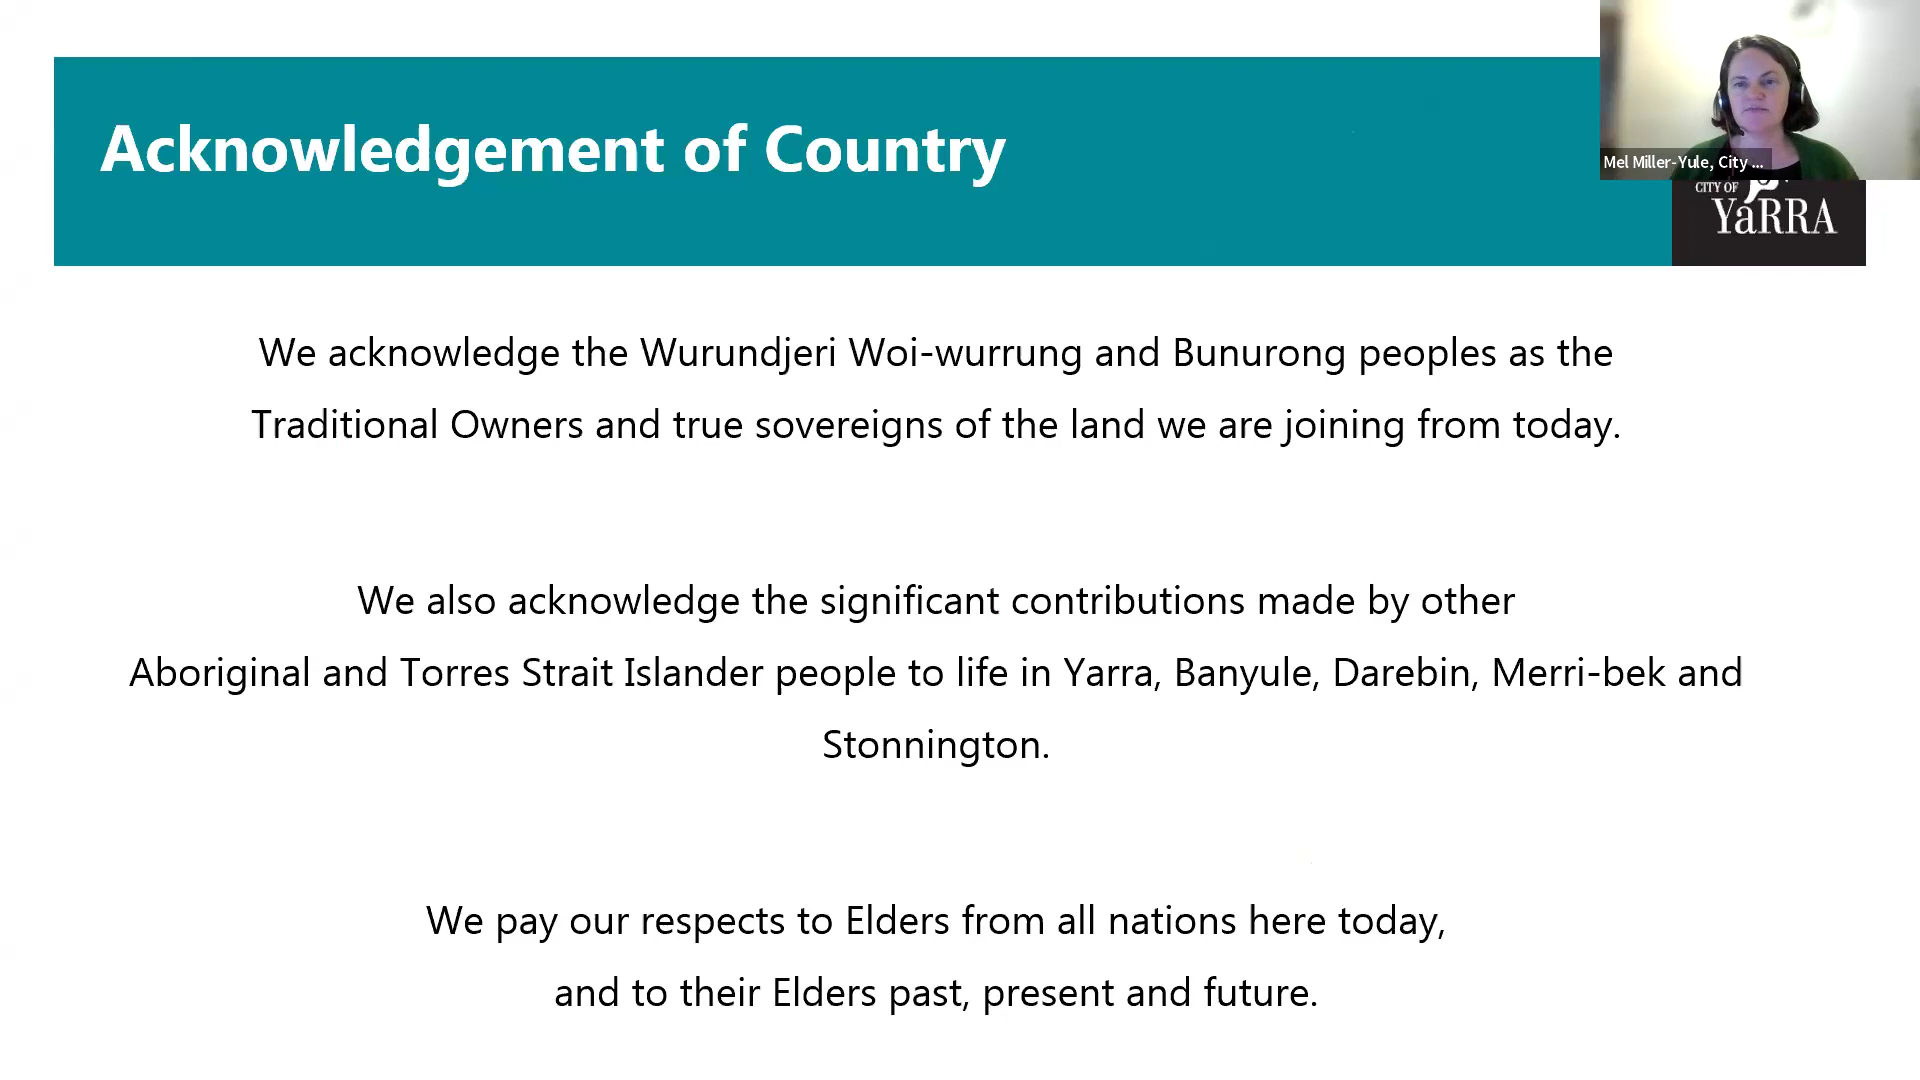 Acknowledgement of Country
Mel Miller-Yule, City ...
CITY OF
YaRRA
We acknowledge the Wurundjeri Woi-wurrung and Bunurong peoples as the
Traditional Owners and true sovereigns of the land we are joining from today.
We also acknowledge the significant contributions made by other
Aboriginal and Torres Strait Islander people to life in Yarra, Banyule, Darebin, Merri-bek and
Stonnington.
We pay our respects to Elders from all nations here today,
and to their Elders past, present and future.